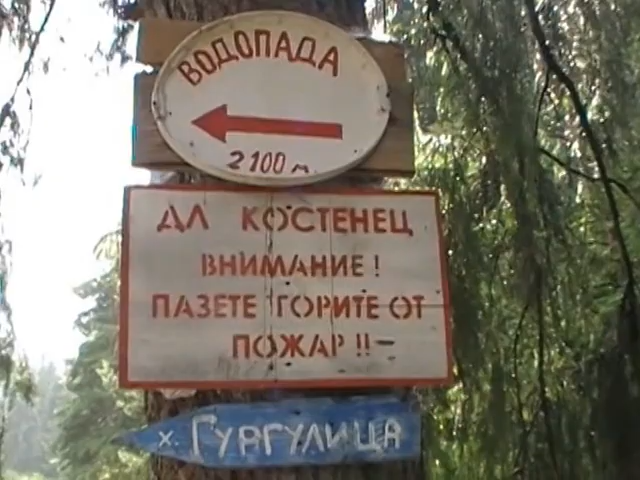 ВОДОПАДА
2100 м.
ДЛ КОСТЕНЕЦ
ВНИМАНИЕ!
ПАЗЕТЕ ГОРИТЕ ОТ
ПОЖАР!!
х. ГУРГУЛИЦА